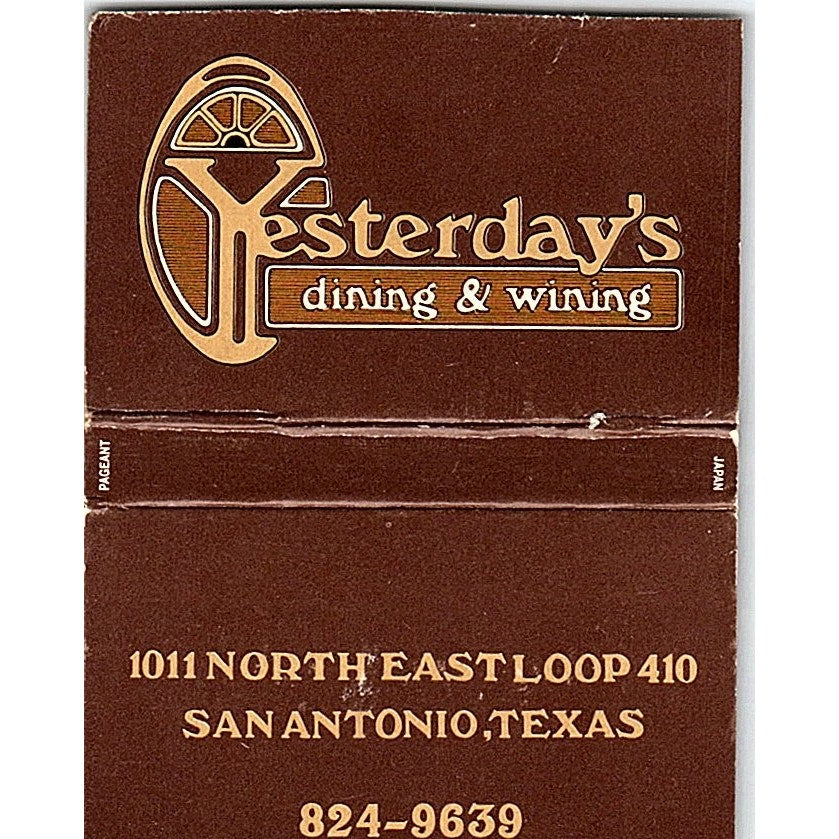 Yesterday's
dining & wining
PAGEANT
JAPAN
1011 NORTH EAST LOOP 410
SAN ANTONIO, TEXAS
824-9639